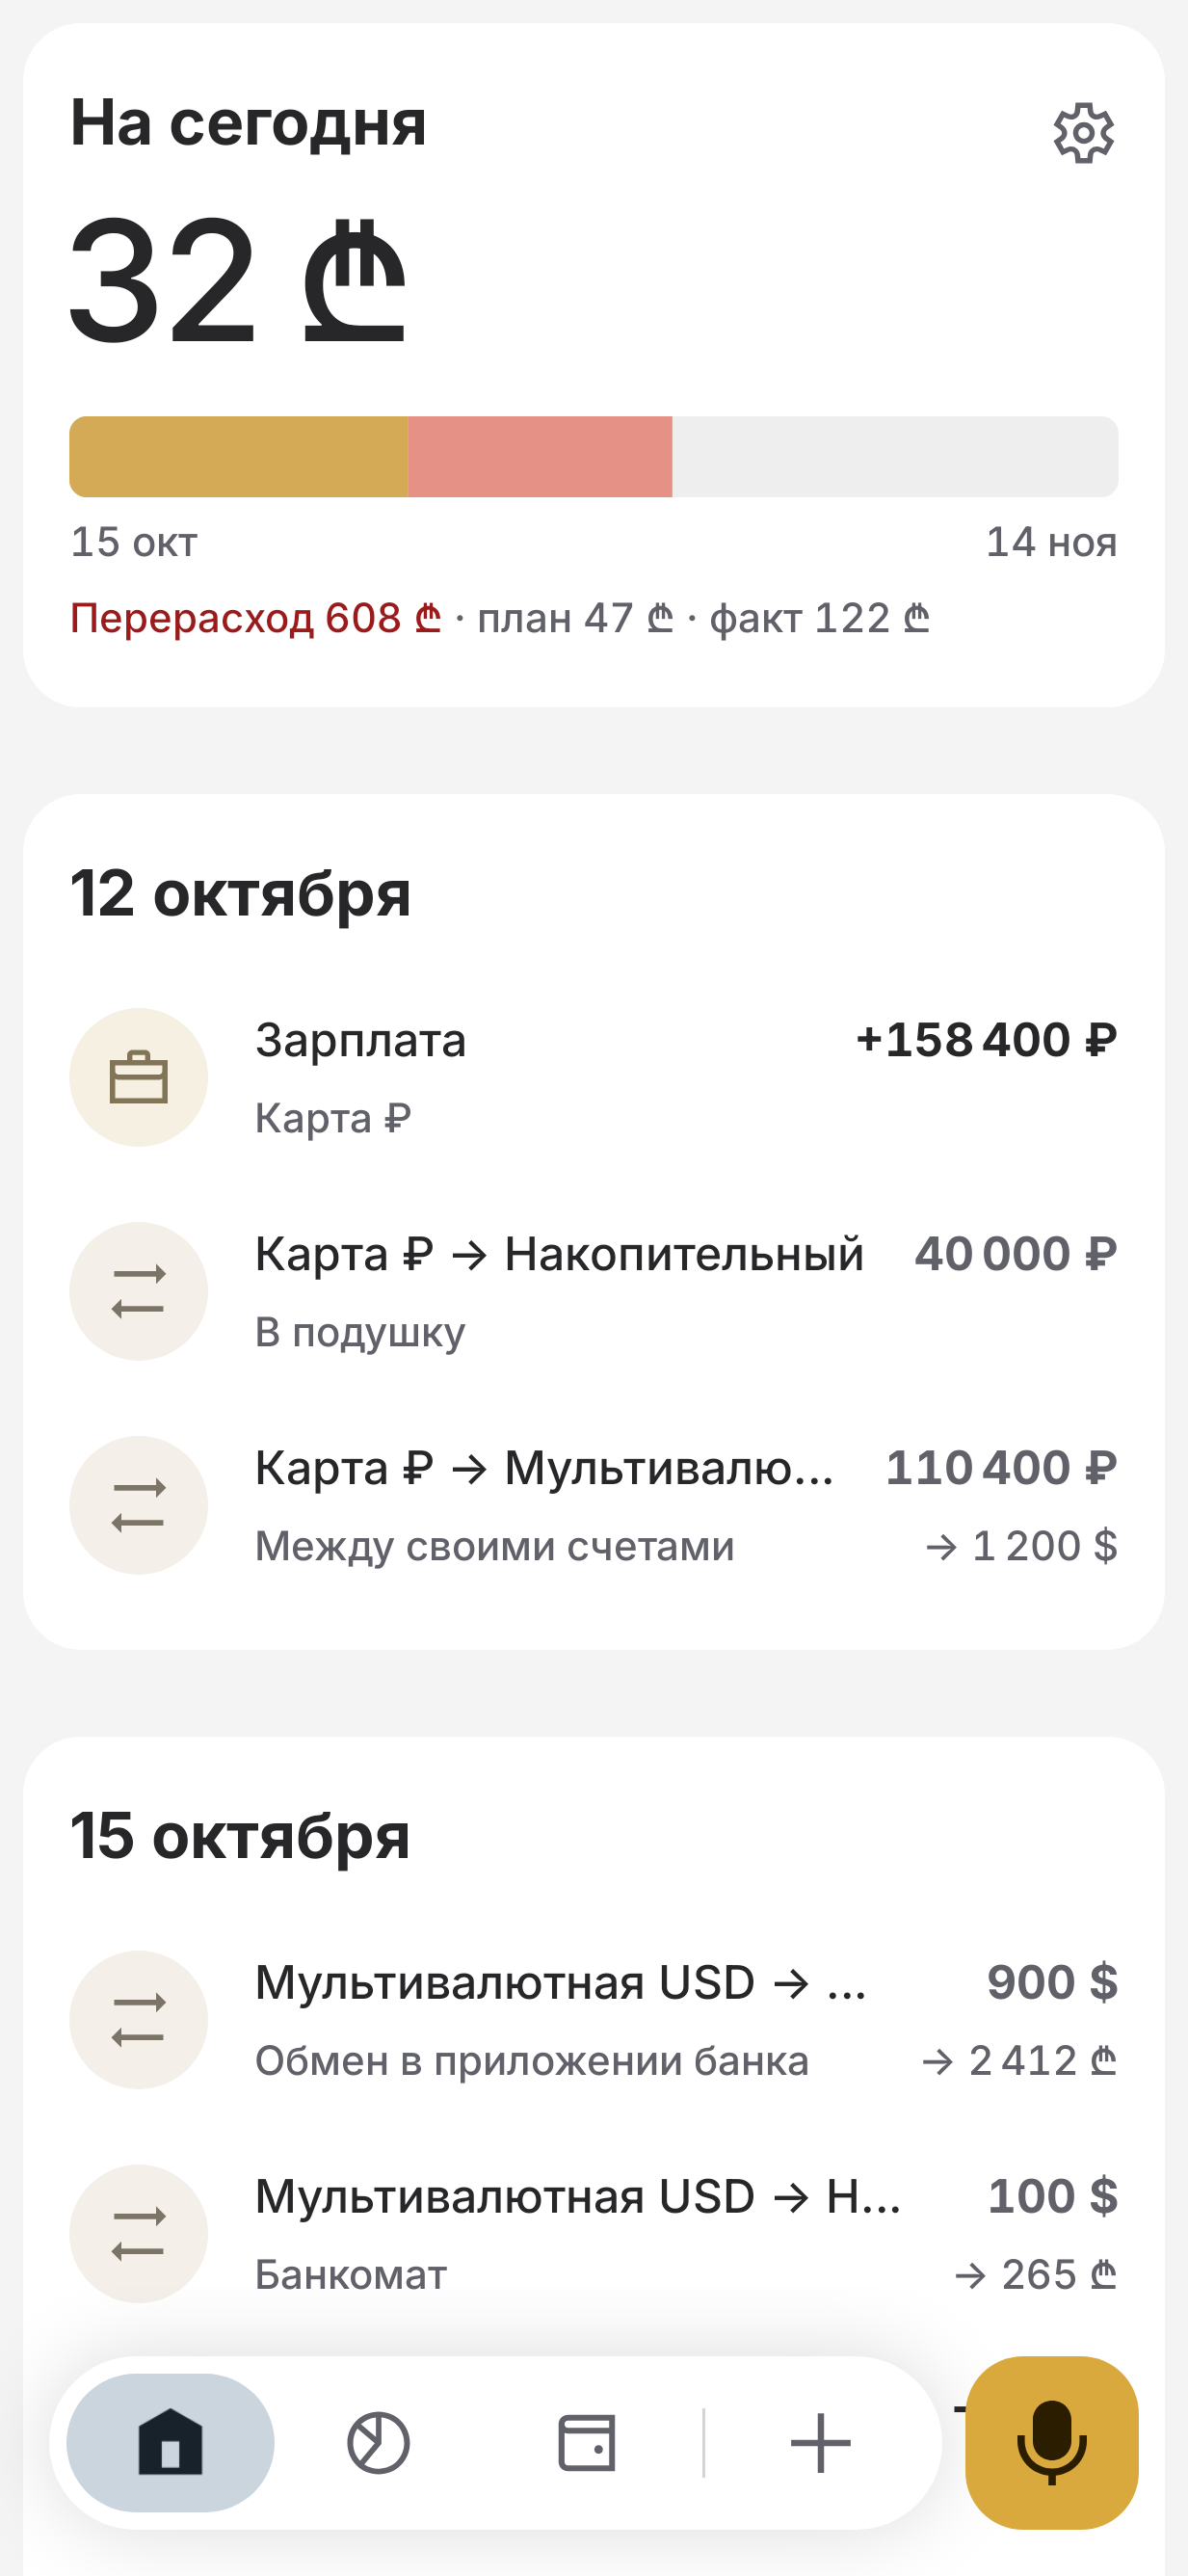 На сегодня
32 ₾
15 окт
14 ноя
Перерасход 608 ₾ · план 47 ₾ · факт 122 ₾
12 октября
Зарплата +158 400 ₽
Карта ₽
Карта ₽ → Накопительный 40 000 ₽
В подушку
Карта ₽ → Мультивалю... 110 400 ₽
Между своими счетами → 1 200 $
15 октября
Мультивалютная USD → ... 900 $
Обмен в приложении банка → 2 412 ₾
Мультивалютная USD → Н... 100 $
Банкомат → 265 ₾